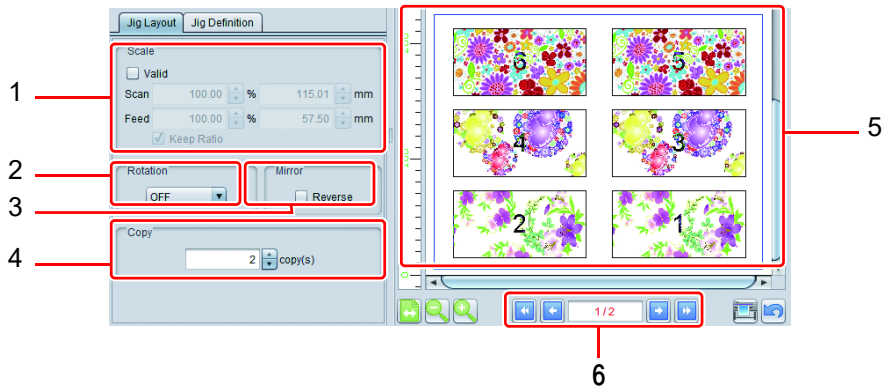 Jig Layout Jig Definition
Scale
Valid
Scan 100.00 % 115.01 mm
Feed 100.00 % 57.50 mm
Keep Ratio
Rotation Mirror
OFF Reverse
Copy
2 copy(s)
1
2
3
4
6 5
4 3
2 1
0
1/2
5
6